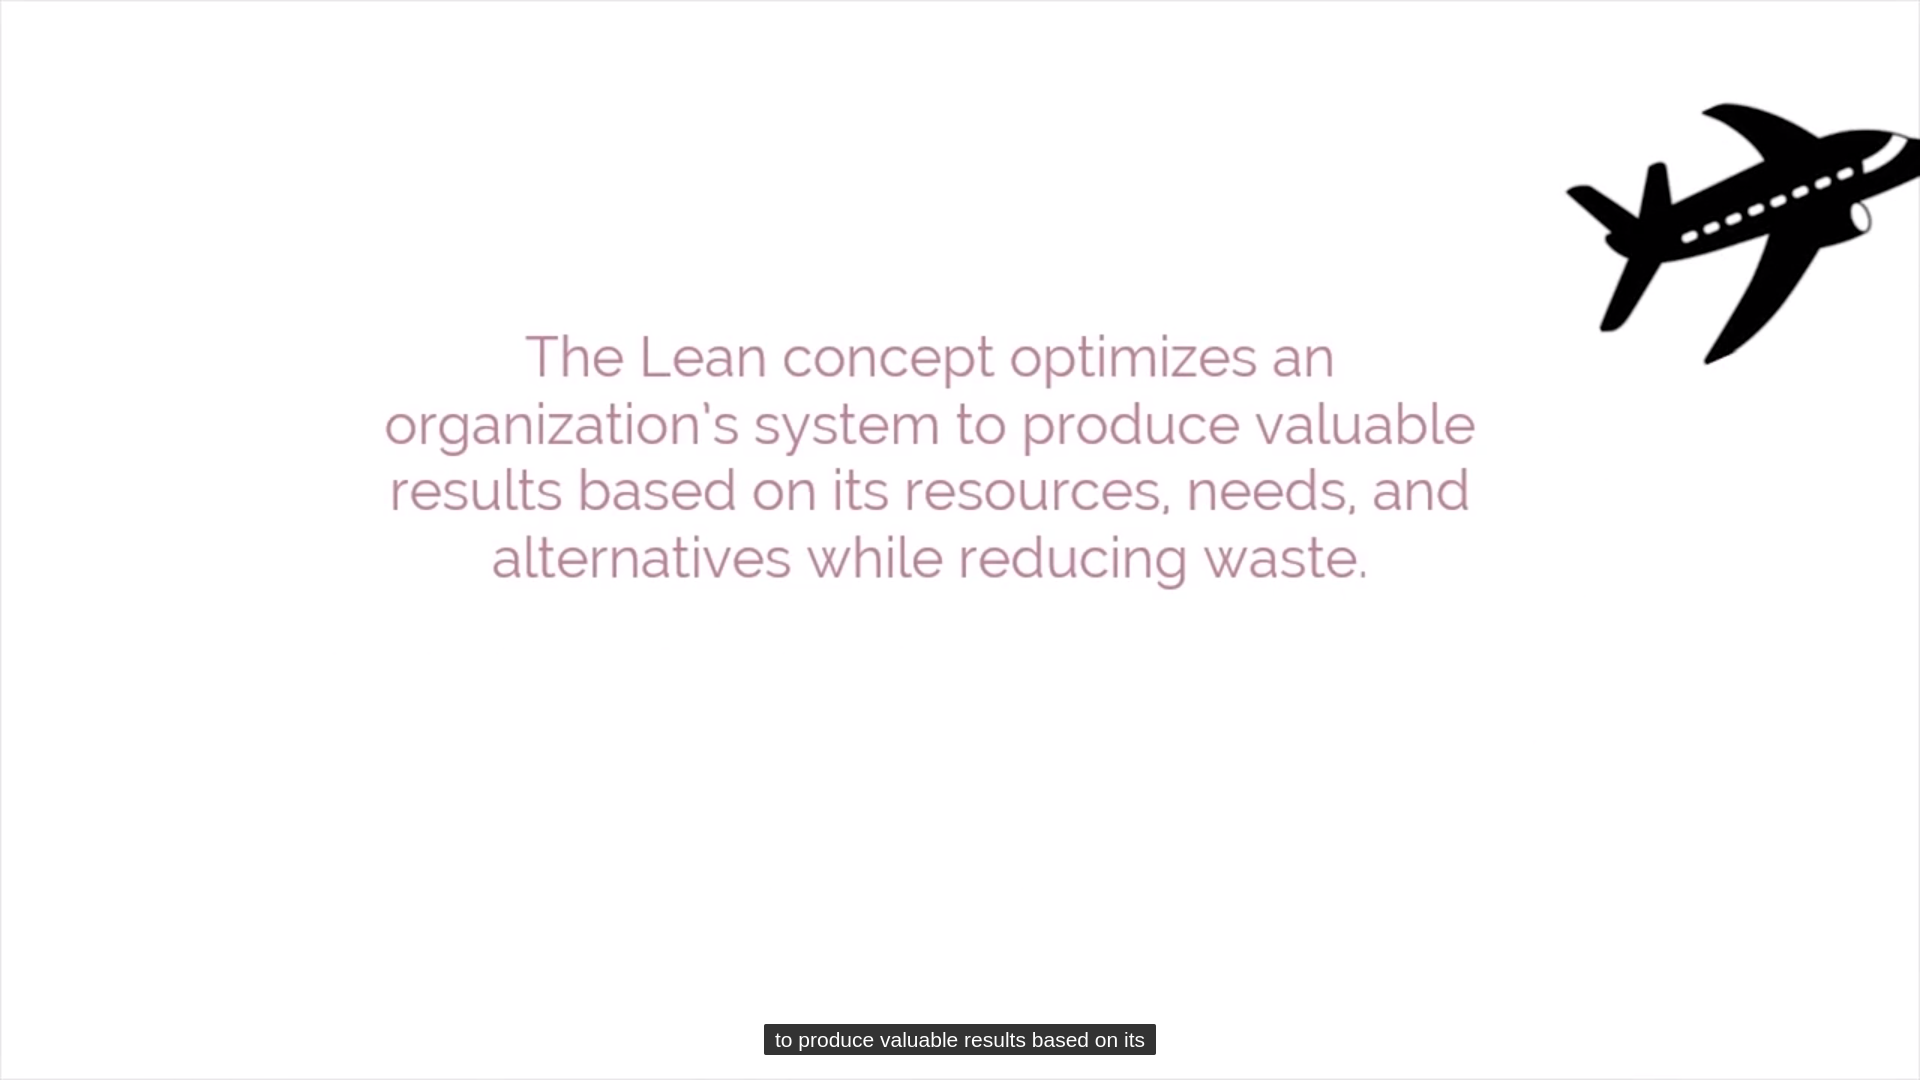 The Lean concept optimizes an
organization's system to produce valuable
results based on its resources, needs, and
alternatives while reducing waste.
to produce valuable results based on its